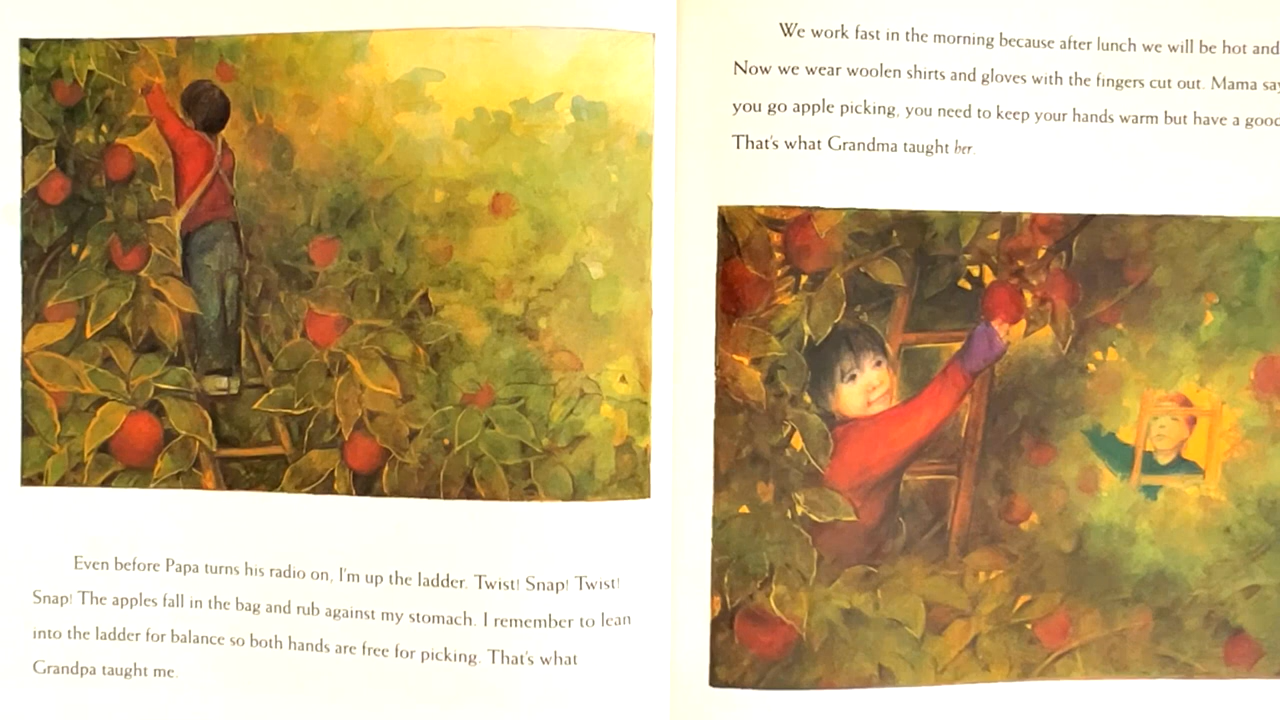 Even before Papa turns his radio on, I'm up the ladder. Twist! Snap! Twist!
Snap! The apples fall in the bag and rub against my stomach. I remember to lean
into the ladder for balance so both hands are free for picking. That's what
Grandpa taught me.
We work fast in the morning because after lunch we will be hot and
Now we wear woolen shirts and gloves with the fingers cut out. Mama
you go apple picking, you need to keep your hands warm but have a good
That's what Grandma taught her.